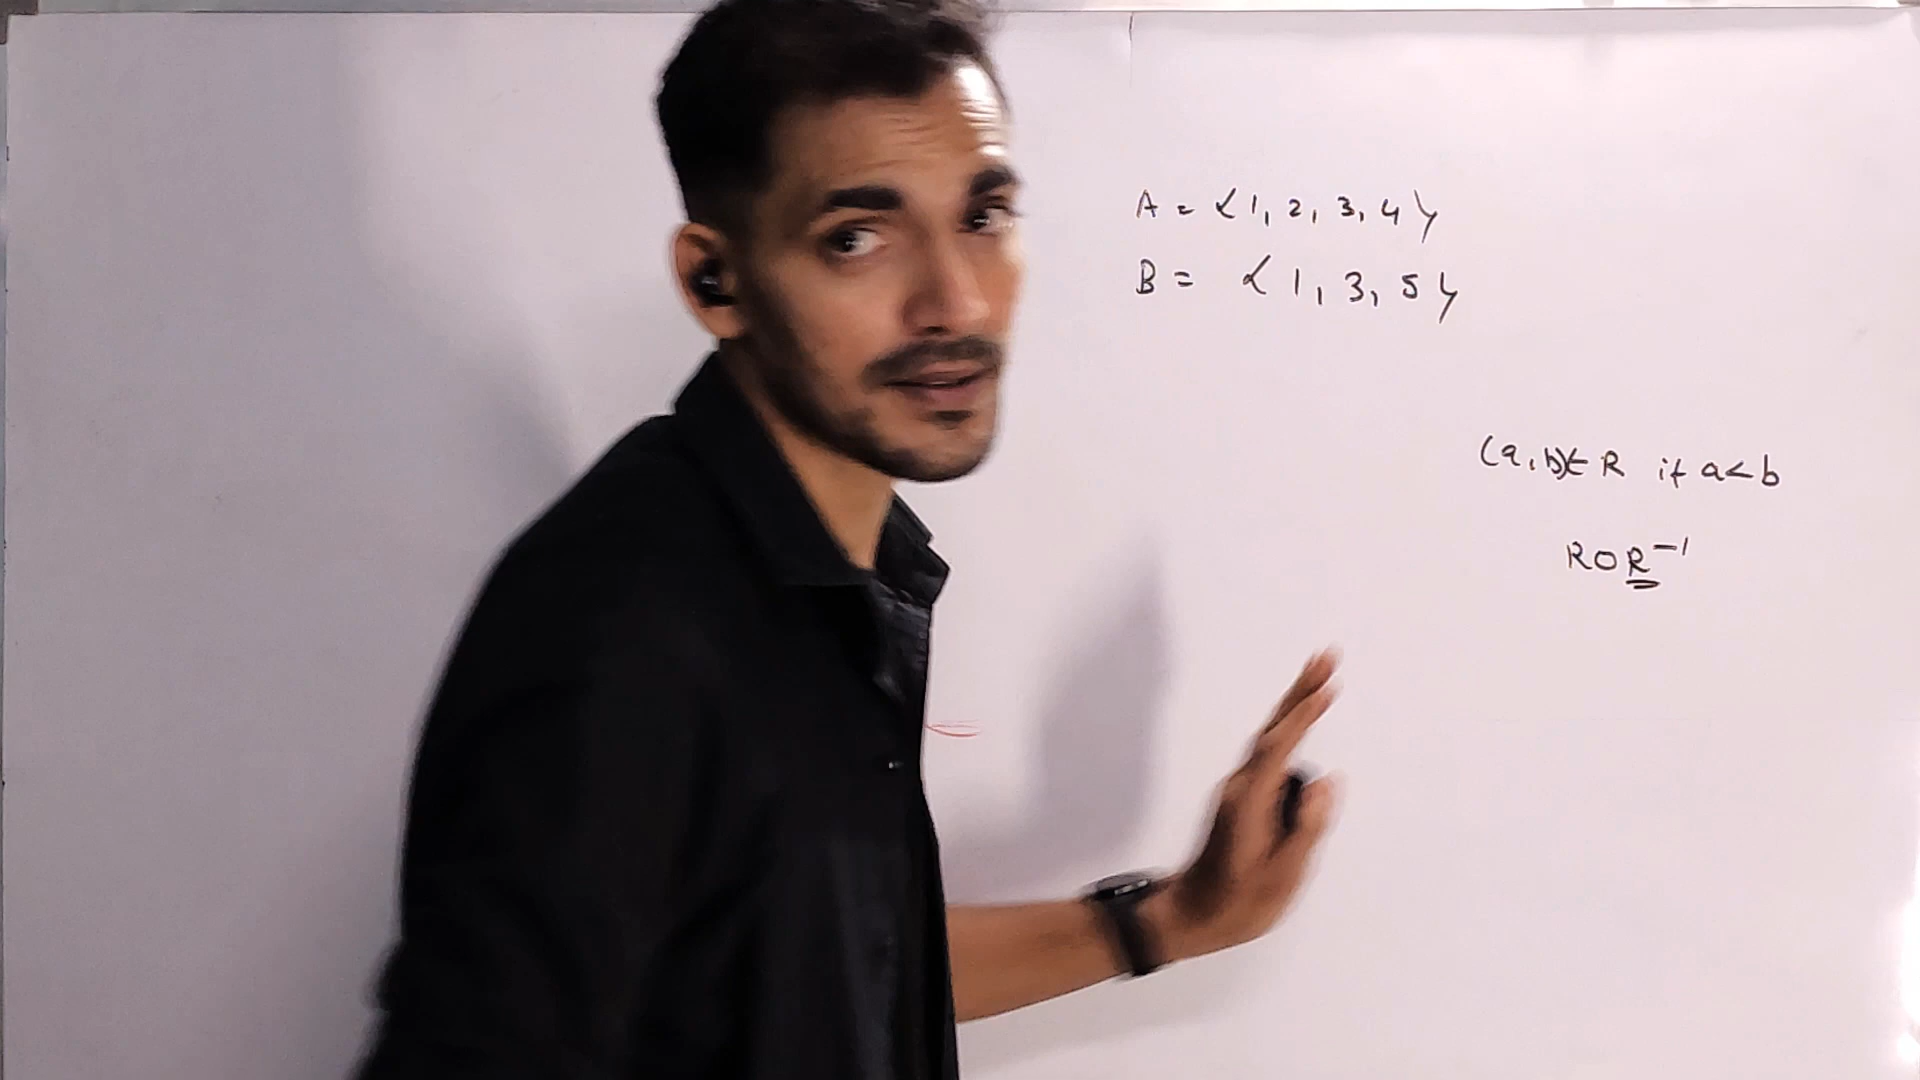 A = {1, 2, 3, 4}
B = {1, 3, 5}
(a, b) ∈ R if a < b
R O R⁻¹